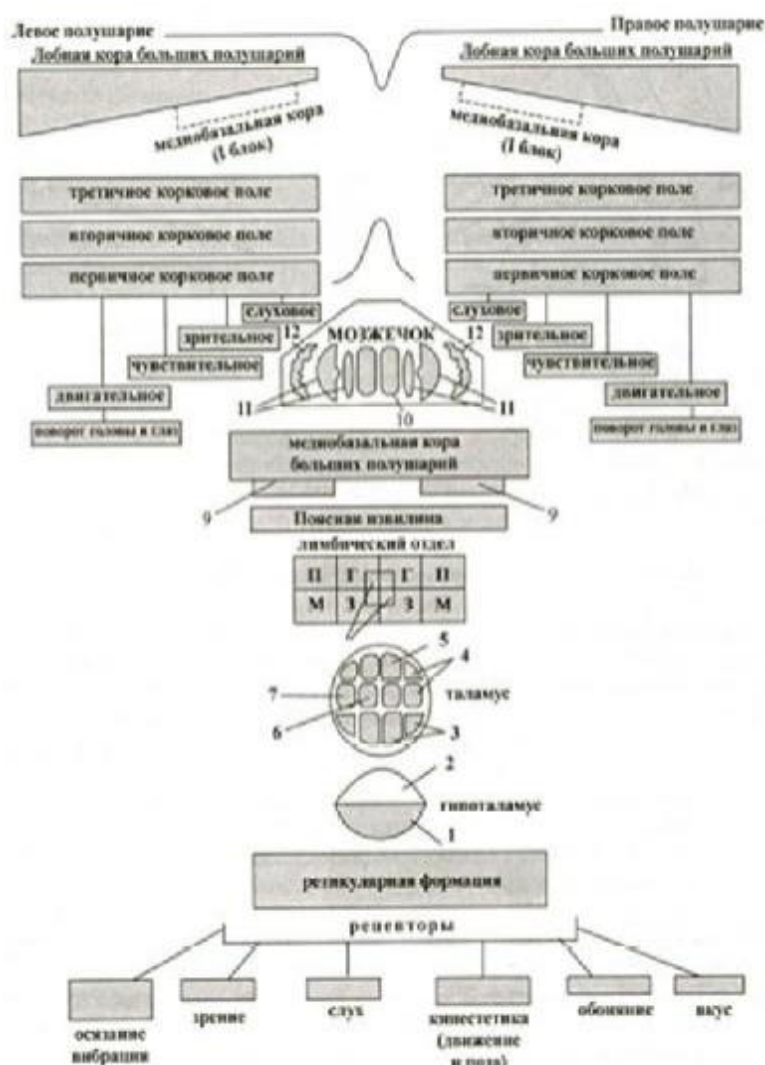 Левое полушарие
Правое полушарие
Лобная кора больших полушарий
Лобная кора больших полушарий
медиобазальная кора
(I блок)
медиобазальная кора
(I блок)
третичное корковое поле
третичное корковое поле
вторичное корковое поле
вторичное корковое поле
первичное корковое поле
первичное корковое поле
слуховое
слуховое
12
МОЗЖЕЧОК
12
зрительное
зрительное
чувствительное
чувствительное
двигательное
11
10
11
двигательное
поворот головы и глаз
поворот головы и глаз
медиобазальная кора
больших полушарий
9
9
Поясная извилина
лимбический отдел
П Г Г П
М З З М
5
4
7
таламус
6
3
2
гипоталамус
1
ретикулярная формация
рецепторы
осязание
вибрация
зрение
слух
кинестетика
(движение
и поза)
обоняние
вкус